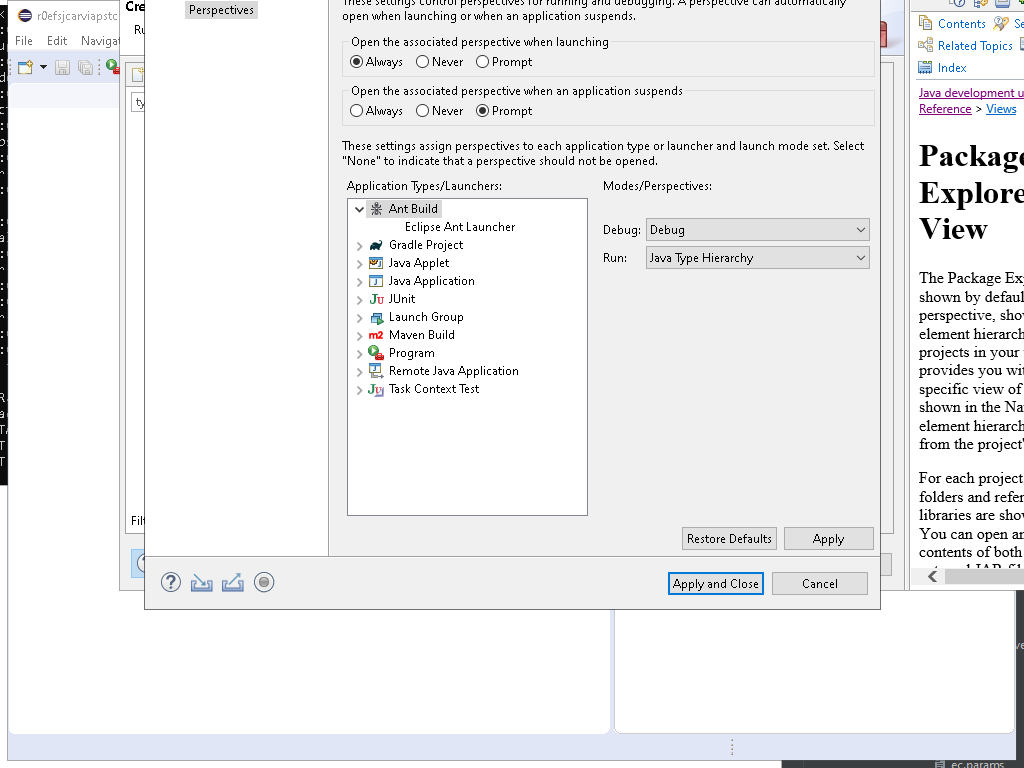 r0efsjcarviapstc
File Edit Navigat
Cre
Ru
ty
Filt
Perspectives
These settings control perspectives for running and debugging. A perspective can automatically
open when launching or when an application suspends.
Open the associated perspective when launching
Always Never Prompt
Open the associated perspective when an application suspends
Always Never Prompt
These settings assign perspectives to each application type or launcher and launch mode set. Select
"None" to indicate that a perspective should not be opened.
Application Types/Launchers:
Modes/Perspectives:
Ant Build
Eclipse Ant Launcher
Gradle Project
Java Applet
Java Application
JUnit
Launch Group
Maven Build
Program
Remote Java Application
Task Context Test
Debug: Debug
Run: Java Type Hierarchy
Restore Defaults Apply
Apply and Close Cancel
Contents Se
Related Topics
Index
Java development u
Reference > Views
Package
Explore
View
The Package Exp
shown by defaul
perspective, show
element hierarch
projects in your
provides you wit
specific view of
shown in the Nav
element hierarch
from the project'
For each project,
folders and refer
libraries are show
You can open an
contents of both
ec.params